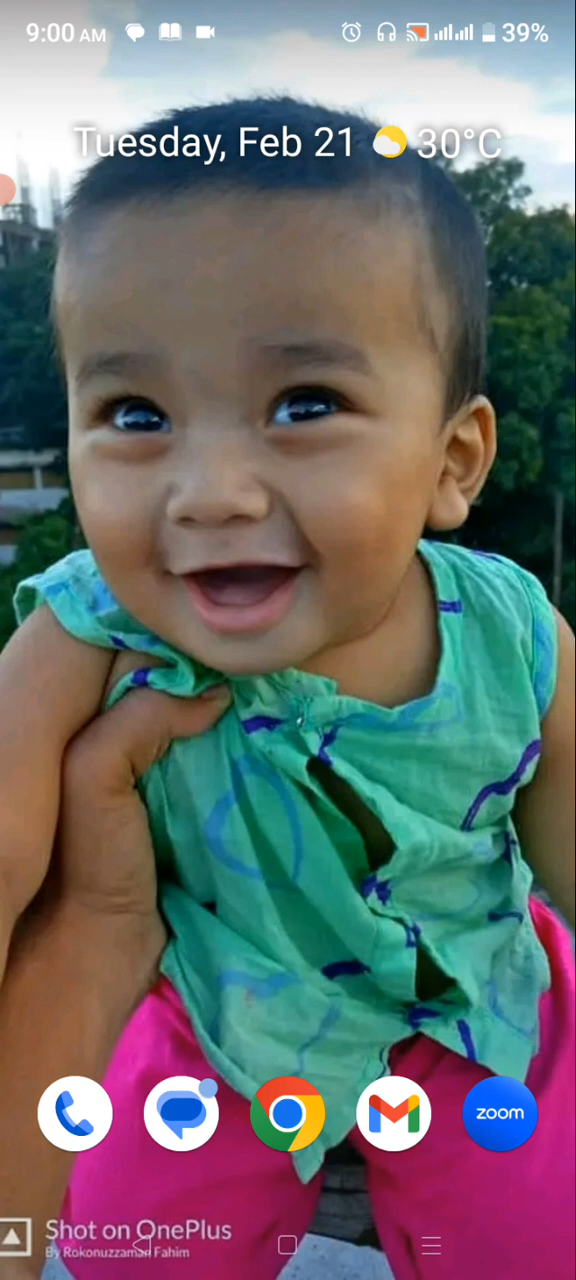 9:00 AM 39%
Tuesday, Feb 21 30°C
zoom
Shot on OnePlus
By Rokonuzzaman Fahim